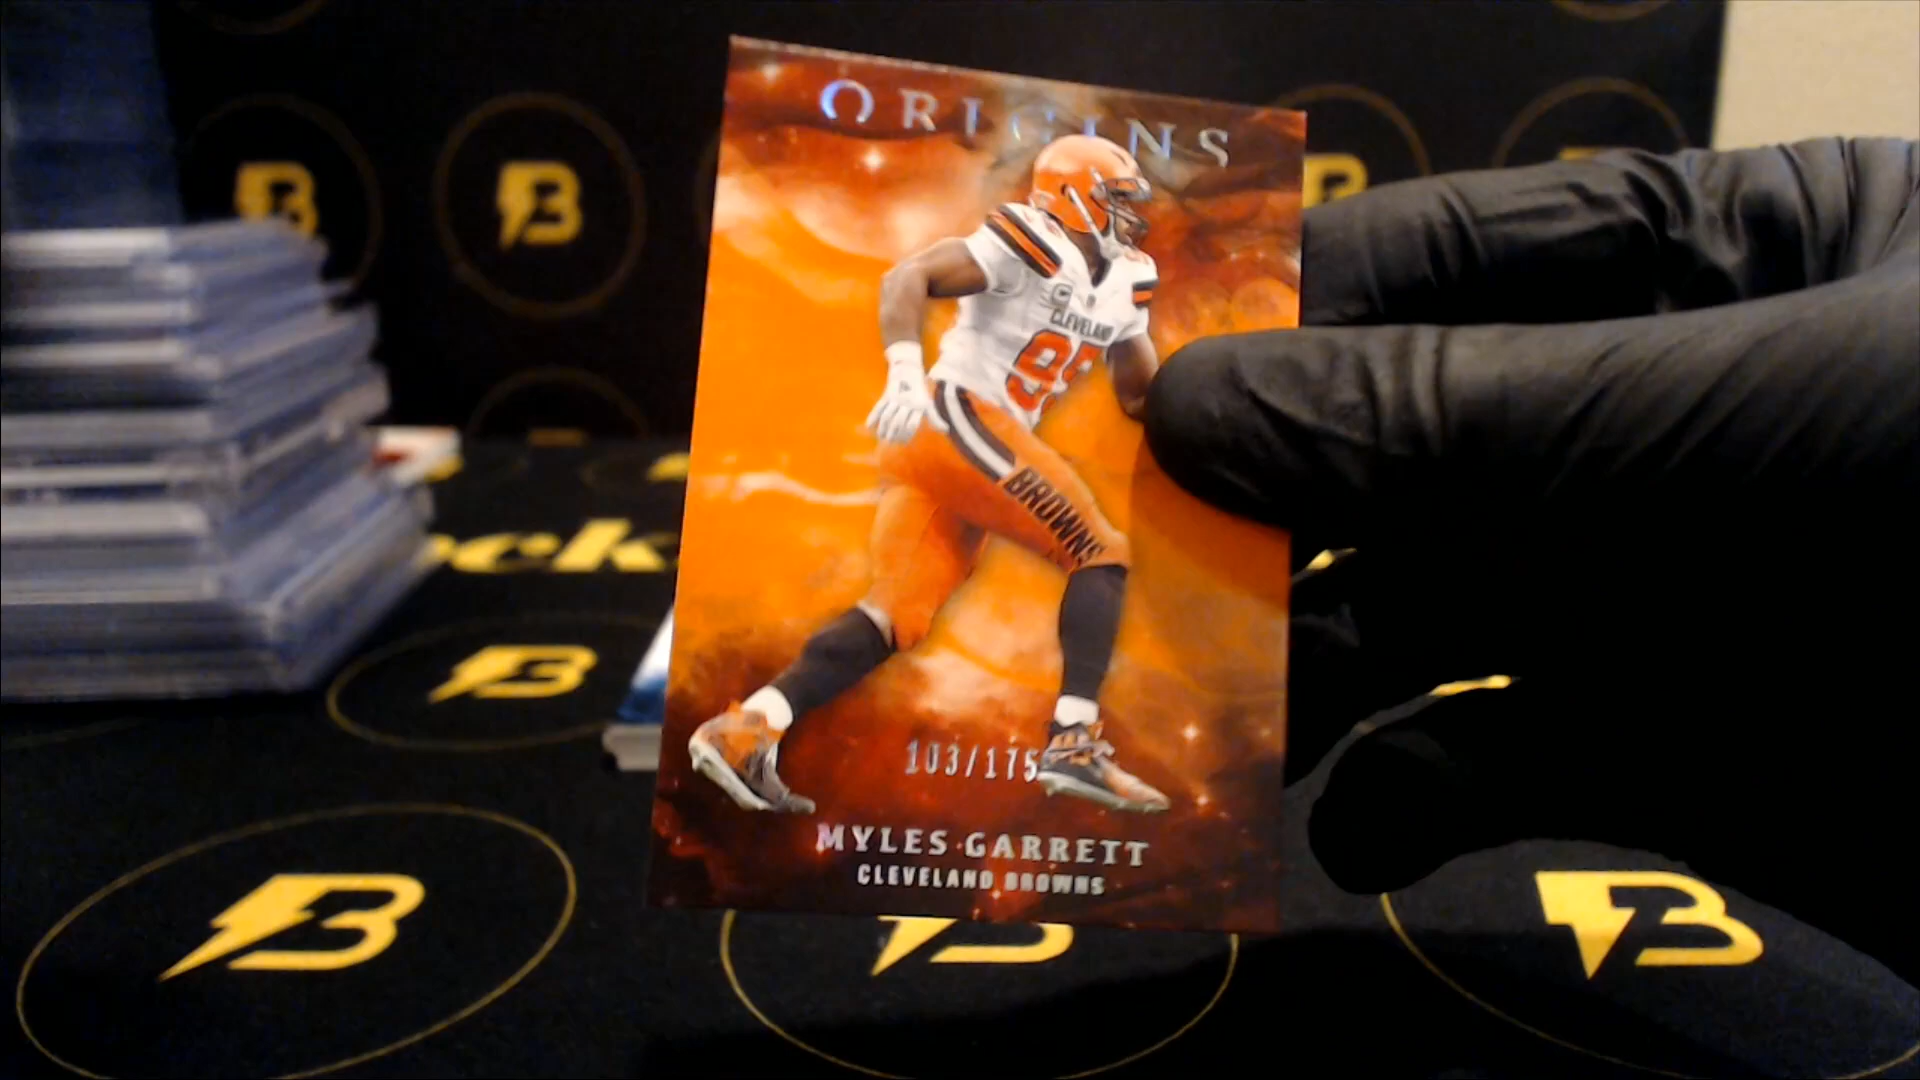 ORIGINS
CLEVELAND
BROWNS
103/175
MYLES GARRETT
CLEVELAND BROWNS